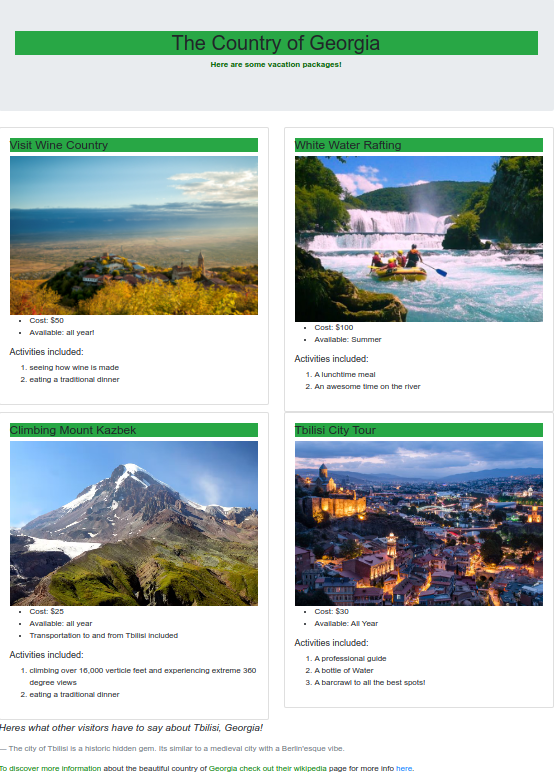 The Country of Georgia
Here are some vacation packages!
Visit Wine Country
Cost: $50
Available: all year!
Activities included:
1. seeing how wine is made
2. eating a traditional dinner
White Water Rafting
Cost: $100
Available: Summer
Activities included:
1. A lunchtime meal
2. An awesome time on the river
Climbing Mount Kazbek
Cost: $25
Available: all year
Transportation to and from Tbilisi included
Activities included:
1. climbing over 16,000 verticle feet and experiencing extreme 360
degree views
2. eating a traditional dinner
Tbilisi City Tour
Cost: $30
Available: All Year
Activities included:
1. A professional guide
2. A bottle of Water
3. A barcrawl to all the best spots!
Heres what other visitors have to say about Tbilisi, Georgia!
— The city of Tbilisi is a historic hidden gem. Its similar to a medieval city with a Berlin'esque vibe.
To discover more information about the beautiful country of Georgia check out their wikipedia page for more info here.